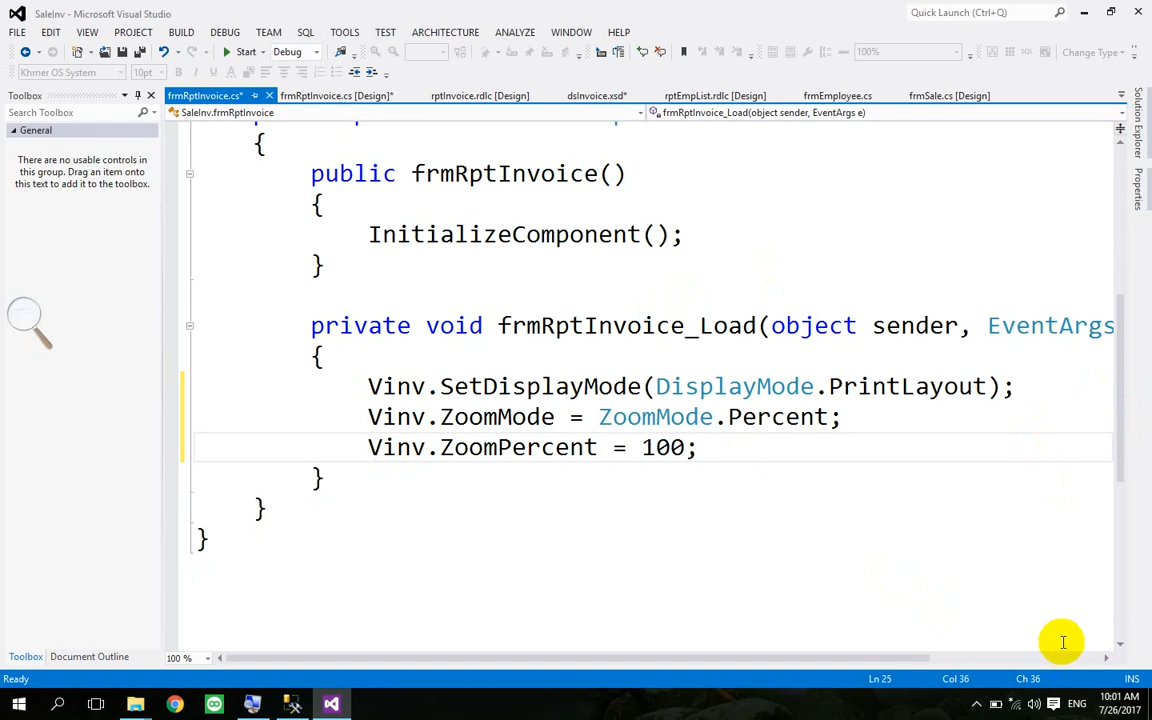 SaleInv - Microsoft Visual Studio
Quick Launch (Ctrl+Q)
FILE EDIT VIEW PROJECT BUILD DEBUG TEAM SQL TOOLS TEST ARCHITECTURE ANALYZE WINDOW HELP
Start Debug 100% Change Type
Khmer OS System 10pt
Toolbox
frmRptInvoice.cs* frmRptInvoice.cs [Design]* rptInvoice.rdlc [Design] dsInvoice.xsd* rptEmpList.rdlc [Design] frmEmployee.cs frmSale.cs [Design]
Search Toolbox
SaleInv.frmRptInvoice
frmRptInvoice_Load(object sender, EventArgs e)
General
There are no usable controls in
this group. Drag an item onto
this text to add it to the toolbox.
{
public frmRptInvoice()
{
InitializeComponent();
}
private void frmRptInvoice_Load(object sender, EventArgs
{
Vinv.SetDisplayMode(DisplayMode.PrintLayout);
Vinv.ZoomMode = ZoomMode.Percent;
Vinv.ZoomPercent = 100;
}
}
}
Solution Explorer
Properties
100 %
Toolbox Document Outline
Ready
Ln 25 Col 36 Ch 36 INS
ENG
10:01 AM
7/26/2017